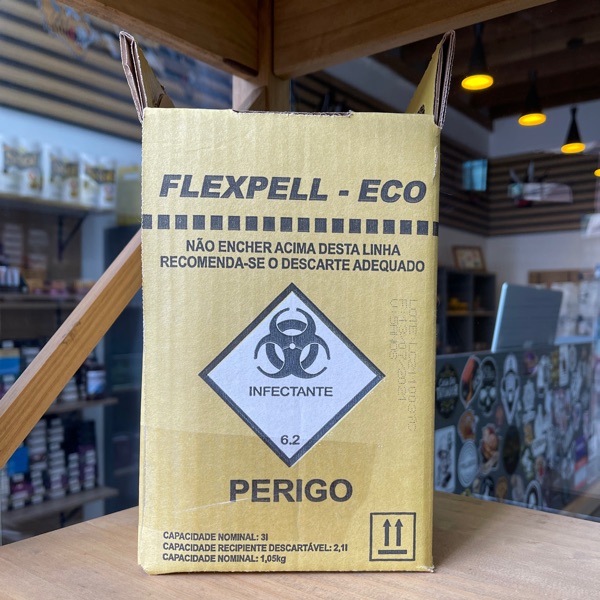 FLEXPELL - ECO
NÃO ENCHER ACIMA DESTA LINHA
RECOMENDA-SE O DESCARTE ADEQUADO
INFECTANTE
6.2
PERIGO
CAPACIDADE NOMINAL: 3l
CAPACIDADE RECIPIENTE DESCARTÁVEL: 2,1l
CAPACIDADE NOMINAL: 1,05kg